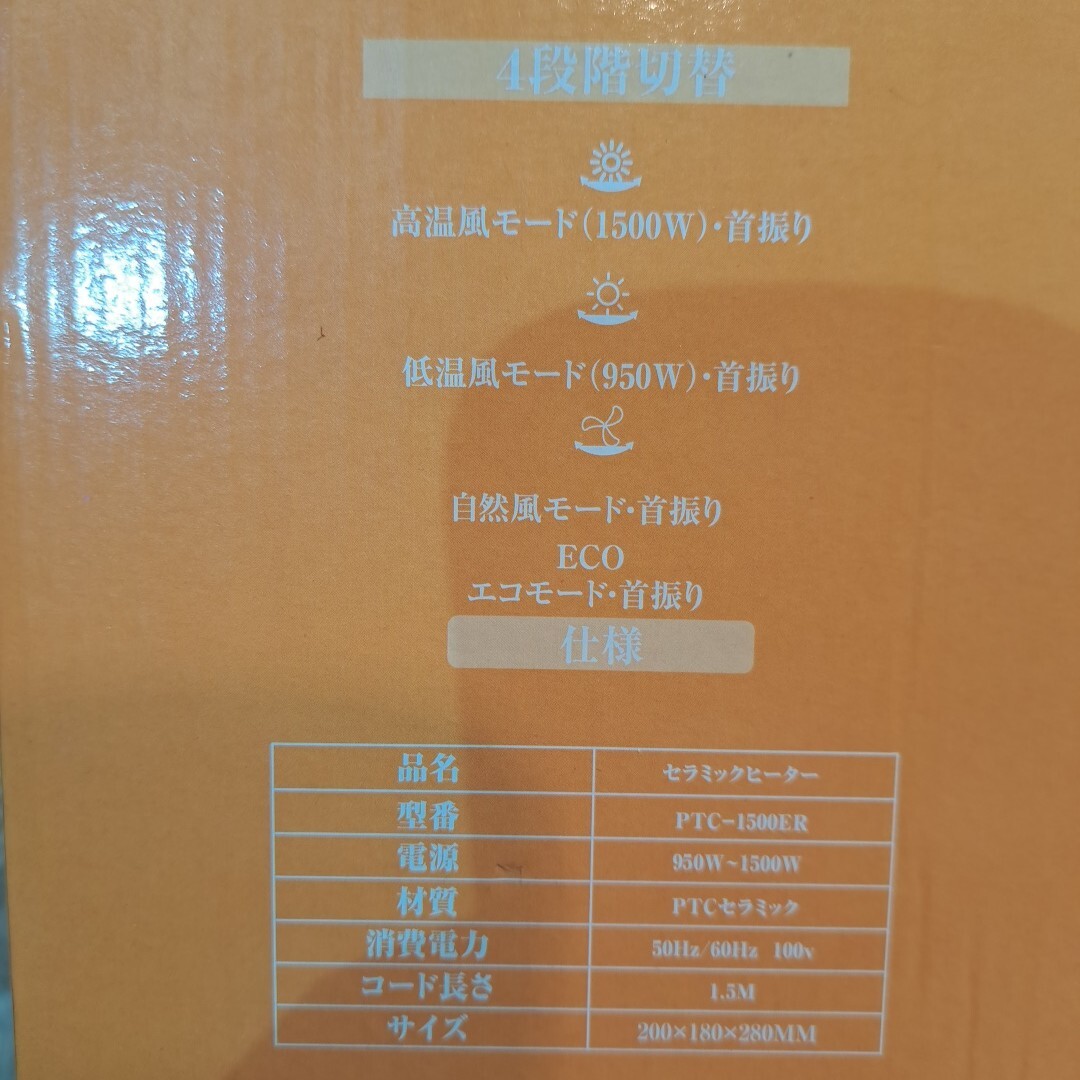 4段階切替
高温風モード(1500W)・首振り
低温風モード(950W)・首振り
自然風モード・首振り
ECO
エコモード・首振り
仕様
品名 セラミックヒーター
型番 PTC-1500ER
電源 950W~1500W
材質 PTCセラミック
消費電力 50Hz/60Hz 100v
コード長さ 1.5M
サイズ 200×180×280MM